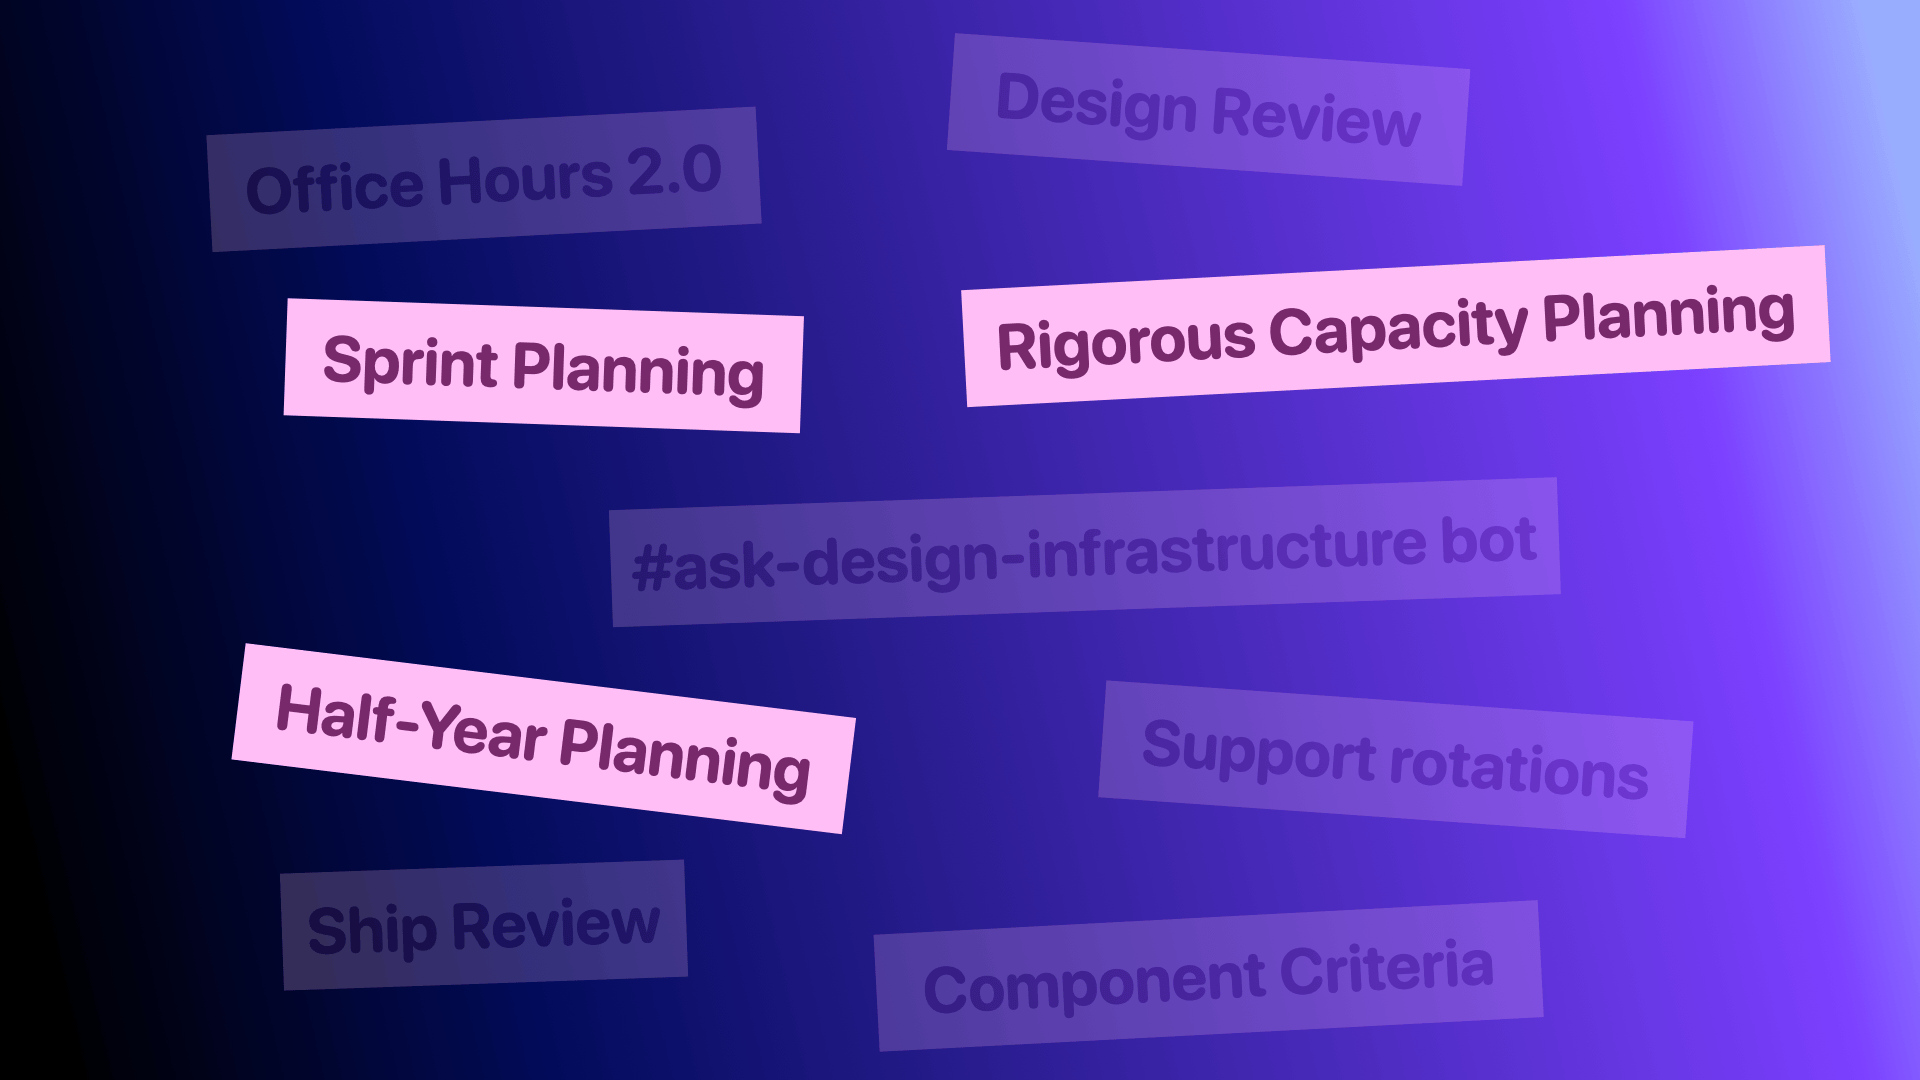 Design Review
Office Hours 2.0
Sprint Planning
Rigorous Capacity Planning
#ask-design-infrastructure bot
Half-Year Planning
Support rotations
Ship Review
Component Criteria